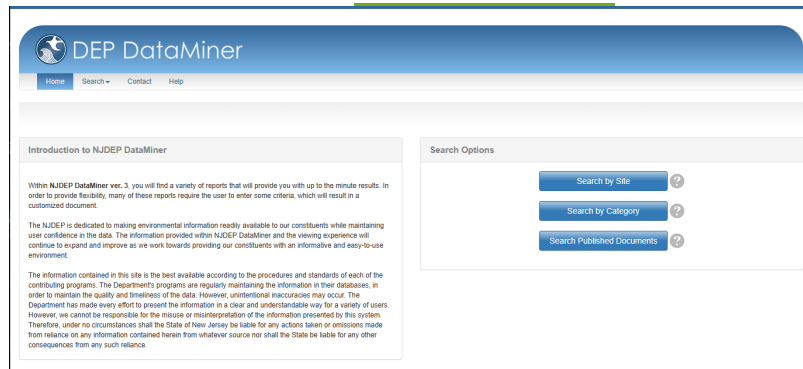 DEP DataMiner
Home Search Contact Help
Introduction to NJDEP DataMiner
Within NJDEP DataMiner ver. 3, you will find a variety of reports that will provide you with up to the minute results. In
order to provide flexibility, many of these reports require the user to enter some criteria, which will result in a
customized document.
The NJDEP is dedicated to making environmental information readily available to our constituents while maintaining
user confidence in the data. The information provided within NJDEP DataMiner and the viewing experience will
continue to expand and improve as we work towards providing our constituents with an informative and easy-to-use
environment.
The information contained in this site is the best available according to the procedures and standards of each of the
contributing programs. The Department's programs are regularly maintaining the information in their databases, in
order to maintain the quality and timeliness of the data. However, unintentional inaccuracies may occur. The
Department has made every effort to present the information in a clear and understandable way for a variety of users.
However, we cannot be responsible for the misuse or misinterpretation of the information presented by this system.
Therefore, under no circumstances shall the State of New Jersey be liable for any actions taken or omissions made
from reliance on any information contained herein from whatever source nor shall the State be liable for any other
consequences from any such reliance.
Search Options
Search by Site ?
Search by Category ?
Search Published Documents ?